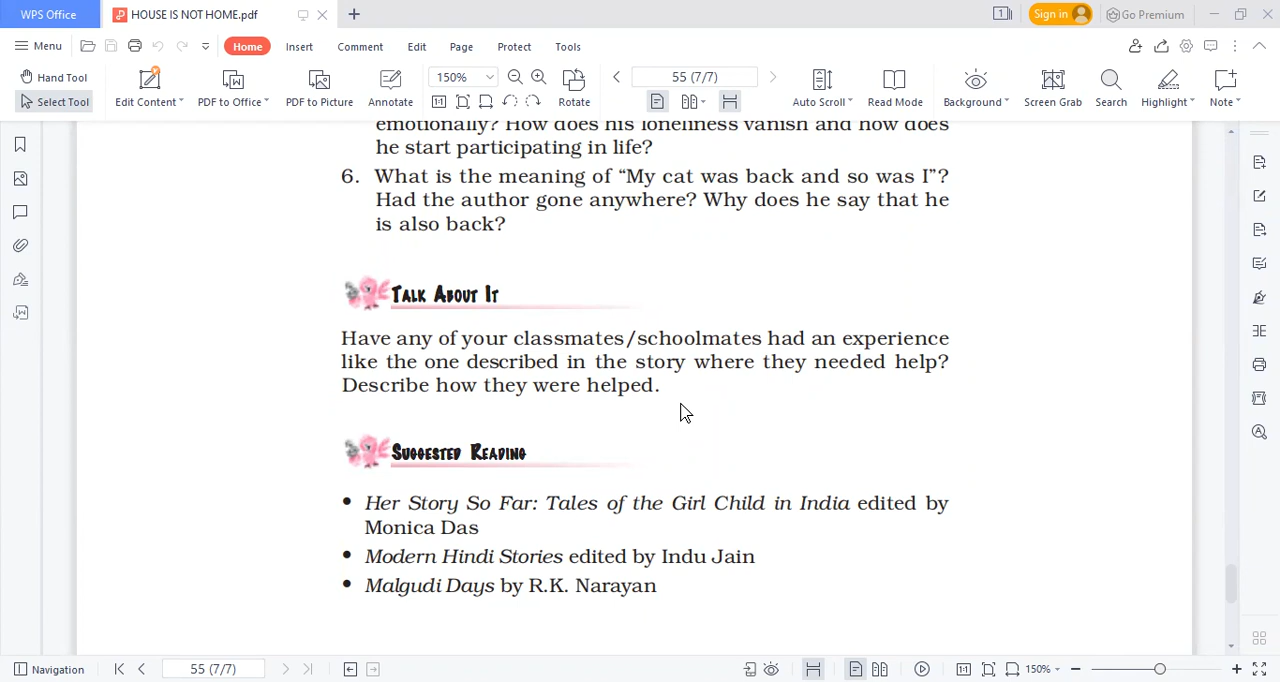 WPS Office
HOUSE IS NOT HOME.pdf
1
Sign in
Go Premium
Menu
Home
Insert
Comment
Edit
Page
Protect
Tools
Hand Tool
Select Tool
Edit Content
PDF to Office
PDF to Picture
Annotate
150%
Rotate
55 (7/7)
Auto Scroll
Read Mode
Background
Screen Grab
Search
Highlight
Note
emotionally? How does his loneliness vanish and how does
he start participating in life?
6. What is the meaning of “My cat was back and so was I”?
Had the author gone anywhere? Why does he say that he
is also back?
TALK ABOUT IT
Have any of your classmates/schoolmates had an experience
like the one described in the story where they needed help?
Describe how they were helped.
SUGGESTED READING
• Her Story So Far: Tales of the Girl Child in India edited by
Monica Das
• Modern Hindi Stories edited by Indu Jain
• Malgudi Days by R.K. Narayan
Navigation
55 (7/7)
150%